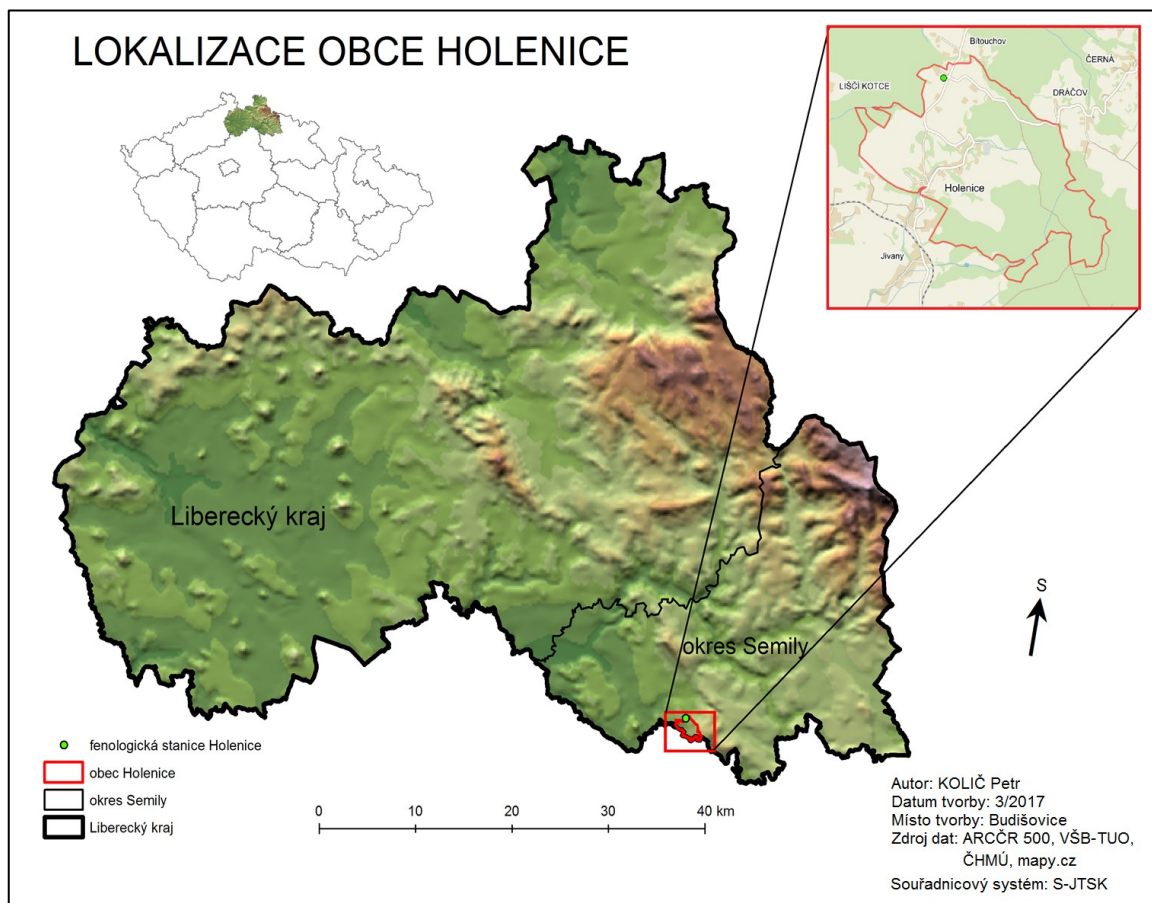 LOKALIZACE OBCE HOLENICE
Bítouchov
ČERNÁ
LIŠČÍ KOTCE
DRÁČOV
Holenice
Jivany
Liberecký kraj
S
okres Semily
fenologická stanice Holenice
obec Holenice
okres Semily
Liberecký kraj
0 10 20 30 40 km
Autor: KOLIČ Petr
Datum tvorby: 3/2017
Místo tvorby: Budišovice
Zdroj dat: ARCČR 500, VŠB-TUO,
ČHMÚ, mapy.cz
Souřadnicový systém: S-JTSK